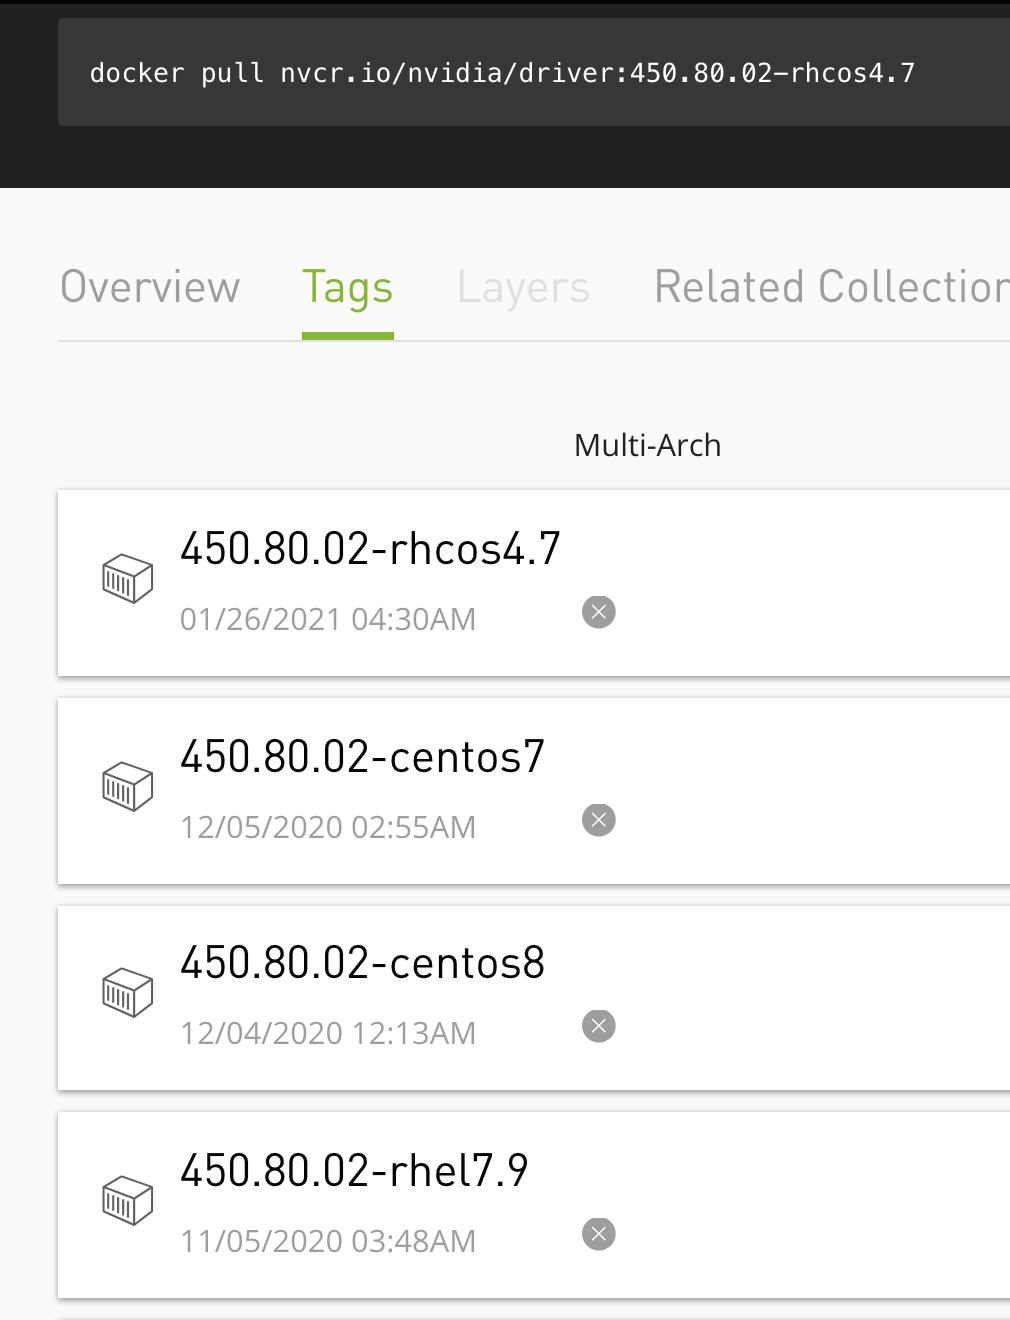 docker pull nvcr.io/nvidia/driver:450.80.02-rhcos4.7
Overview Tags Layers Related Collection
Multi-Arch
450.80.02-rhcos4.7
01/26/2021 04:30AM
450.80.02-centos7
12/05/2020 02:55AM
450.80.02-centos8
12/04/2020 12:13AM
450.80.02-rhel7.9
11/05/2020 03:48AM